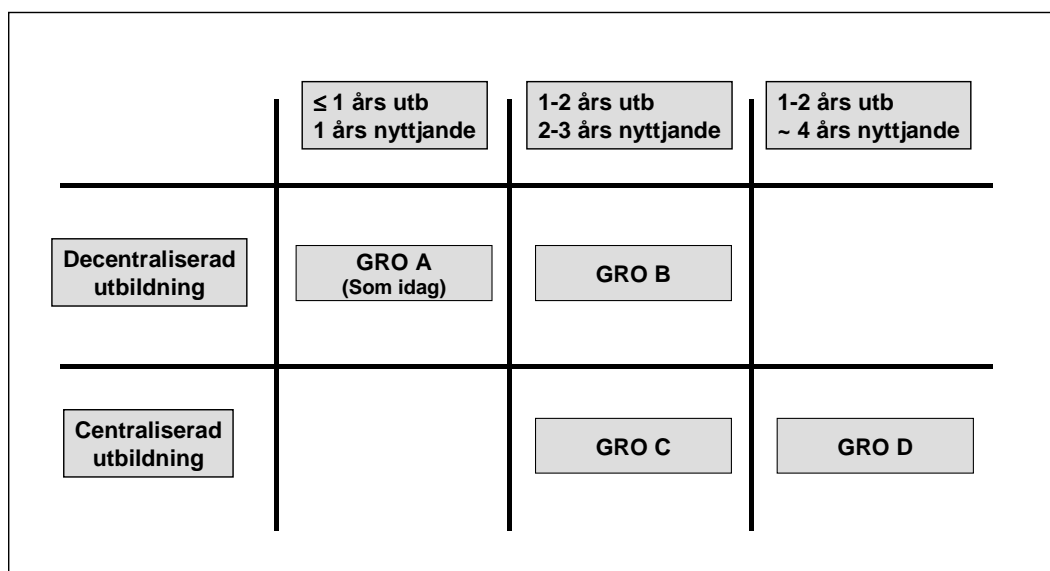 ≤ 1 års utb
1 års nyttjande
1-2 års utb
2-3 års nyttjande
1-2 års utb
~ 4 års nyttjande
Decentraliserad
utbildning
GRO A
(Som idag)
GRO B
Centraliserad
utbildning
GRO C
GRO D